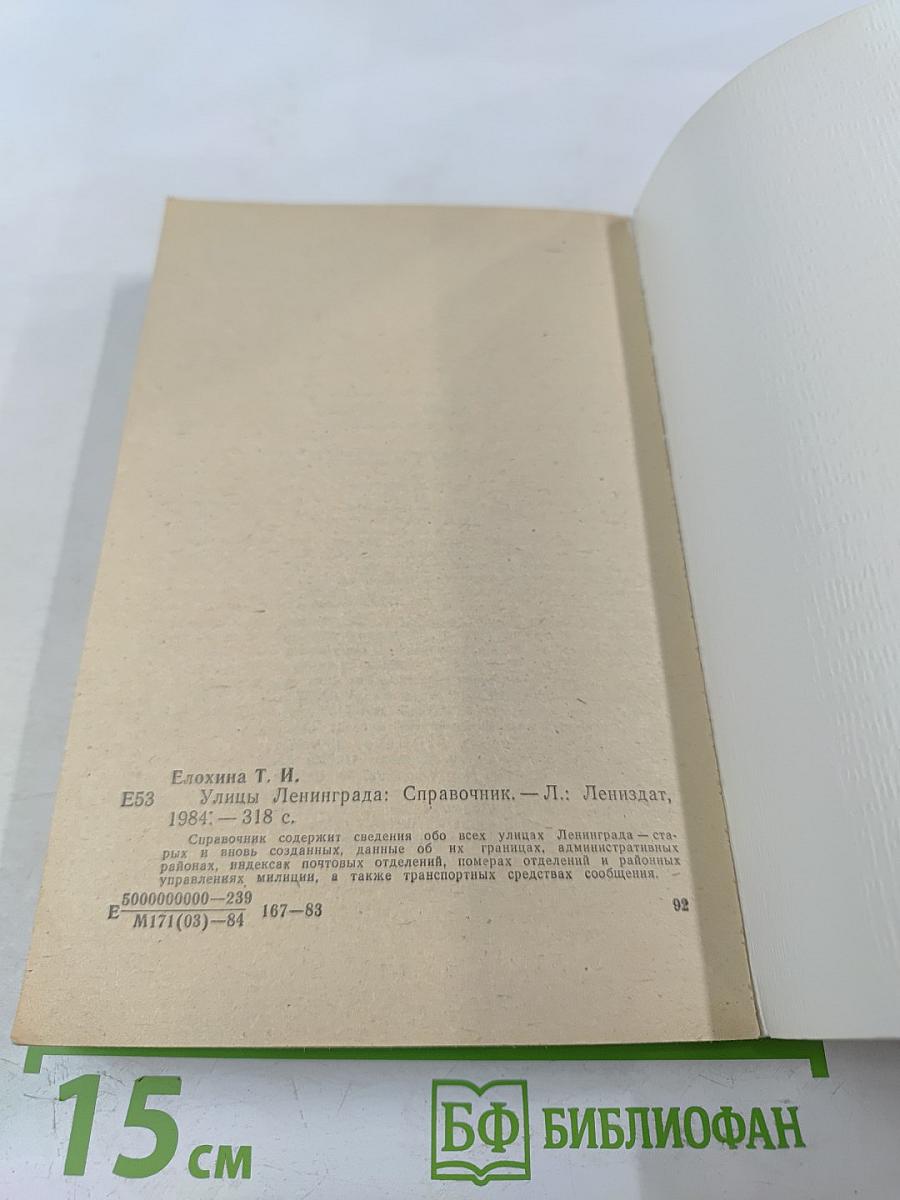 Елохина Т. И.
Е53 Улицы Ленинграда: Справочник. — Л.: Лениздат,
1984. — 318 с.
Справочник содержит сведения обо всех улицах Ленинграда — ста-
рых и вновь созданных, данные об их границах, административных
районах, индексах почтовых отделений, номерах отделений и районных
управлениях милиции, а также транспортных средствах сообщения.
Е 5000000000—239
М171(03)—84 167—83 92
15 см
БФ БИБЛИОФАН